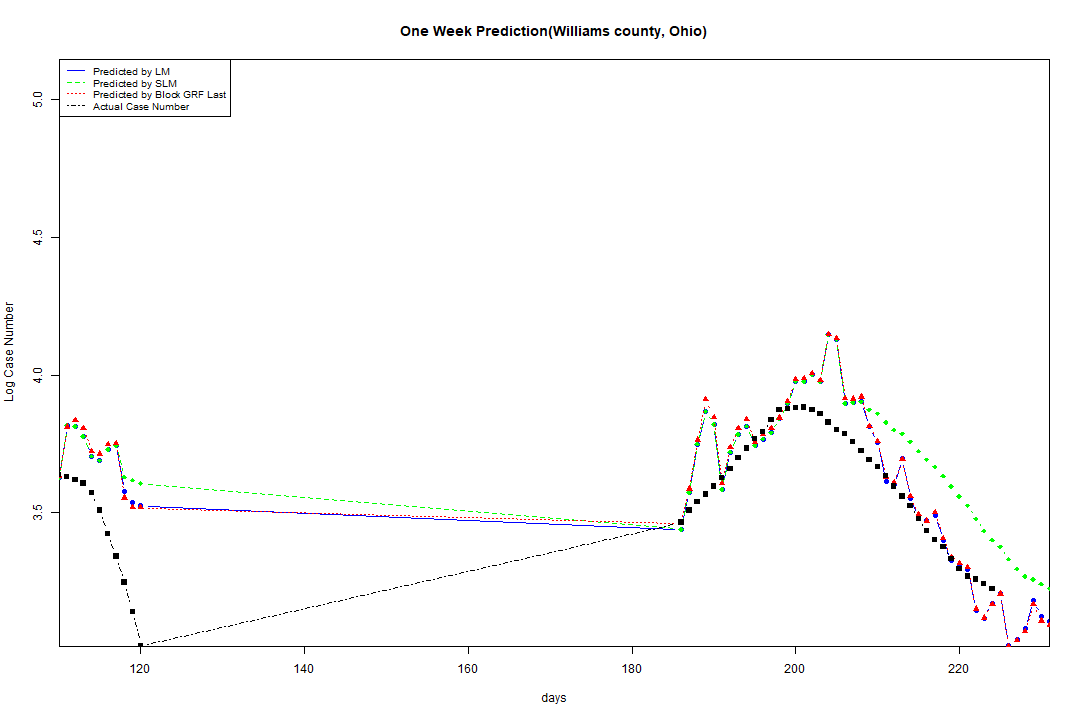 One Week Prediction(Williams county, Ohio)
Predicted by LM
Predicted by SLM
Predicted by Block GRF Last
Actual Case Number
5.0
4.5
4.0
3.5
Log Case Number
120 140 160 180 200 220
days